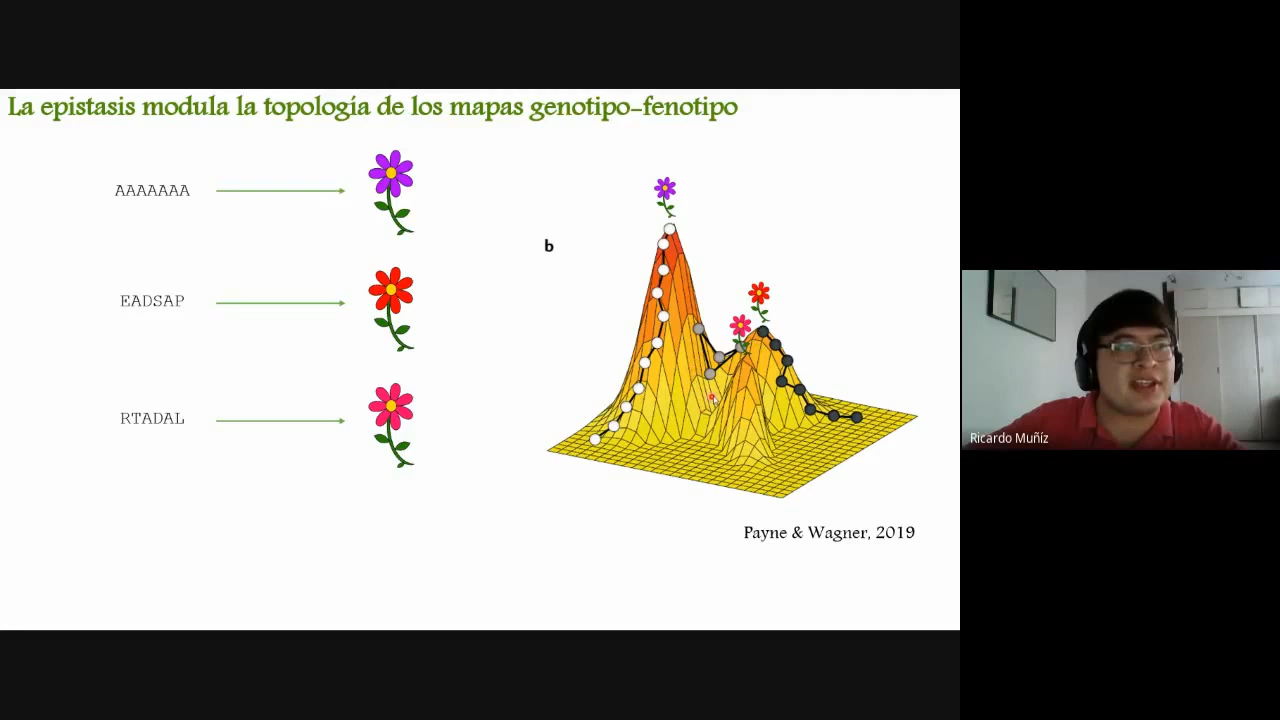 La epistasis modula la topología de los mapas genotipo-fenotipo
AAAAAAA
EADSAP
RTADAL
b
Payne & Wagner, 2019
Ricardo Muñíz